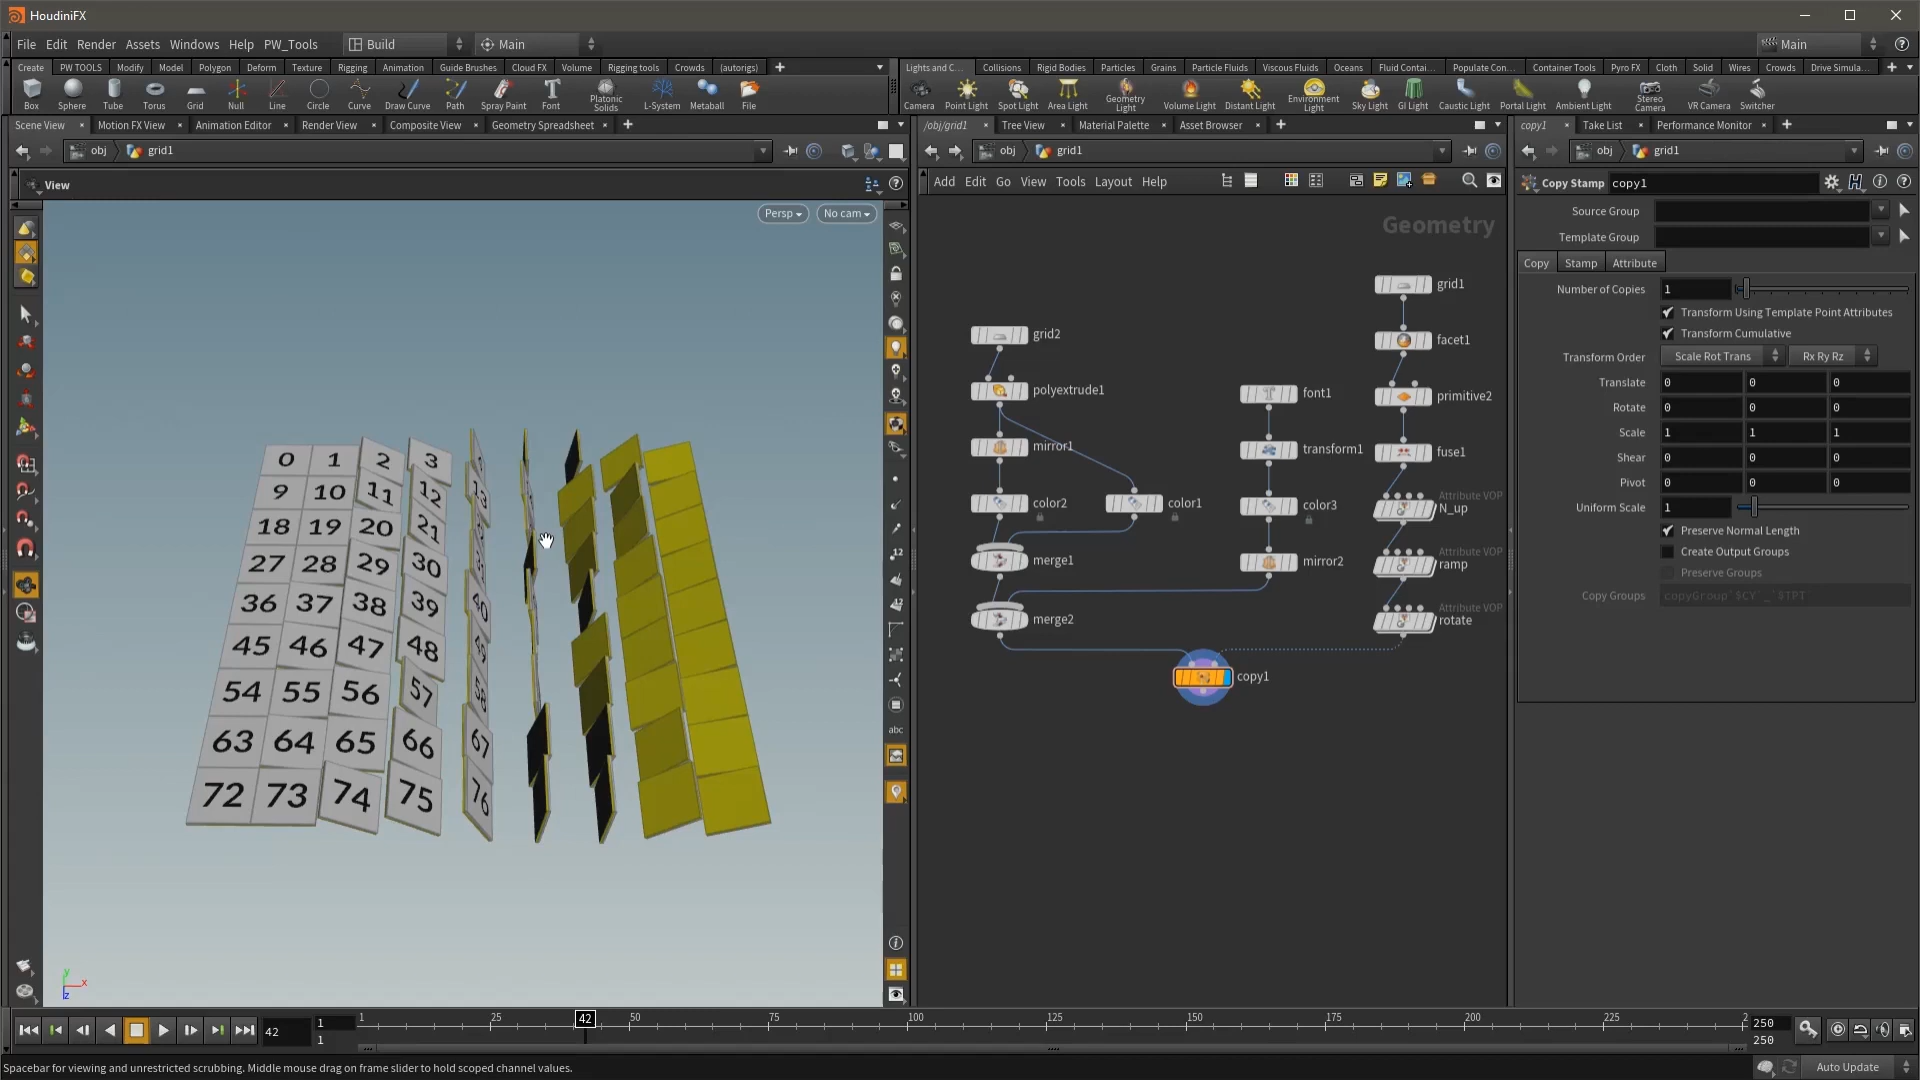 HoudiniFX
File Edit Render Assets Windows Help PW_Tools Build Main Main
Create PW TOOLS Modify Model Polygon Deform Texture Rigging Animation Guide Brushes Cloud FX Volume Rigging tools Crowds (autorigs)
Lights and C... Collisions Rigid Bodies Particles Grains Particle Fluids Viscous Fluids Oceans Fluid Contai... Populate Con... Container Tools Pyro FX Cloth Solid Wires Crowds Drive Simula...
Box Sphere Tube Torus Grid Null Line Circle Curve Draw Curve Path Spray Paint Font Platonic Solids L-System Metaball File
Camera Point Light Spot Light Area Light Geometry Light Volume Light Distant Light Environment Light Sky Light GI Light Caustic Light Portal Light Ambient Light Stereo Camera VR Camera Switcher
Scene View Motion FX View Animation Editor Render View Composite View Geometry Spreadsheet
/obj/grid1 Tree View Material Palette Asset Browser
copy1 Take List Performance Monitor
obj grid1
obj grid1
obj grid1
View
Persp No cam
0 1 2 3
9 10 11 12 13
18 19 20 21
27 28 29 30
36 37 38 39 40
45 46 47 48 49
54 55 56 57 58
63 64 65 66 67
72 73 74 75 76
y
x
z
12
12
abc
Add Edit Go View Tools Layout Help
Geometry
grid1
grid2
facet1
polyextrude1
font1
primitive2
mirror1
transform1
fuse1
color2
color1
color3
Attribute VOP
N_up
merge1
mirror2
Attribute VOP
ramp
merge2
Attribute VOP
rotate
copy1
Copy Stamp copy1
Source Group
Template Group
Copy Stamp Attribute
Number of Copies 1
Transform Using Template Point Attributes
Transform Cumulative
Transform Order Scale Rot Trans Rx Ry Rz
Translate 0 0 0
Rotate 0 0 0
Scale 1 1 1
Shear 0 0 0
Pivot 0 0 0
Uniform Scale 1
Preserve Normal Length
Create Output Groups
Preserve Groups
Copy Groups copyGroup`$CY`_`$TPT
42 1 1 25 42 50 75 100 125 150 175 200 225 2 250
1 250
Spacebar for viewing and unrestricted scrubbing. Middle mouse drag on frame slider to hold scoped channel values.
Auto Update